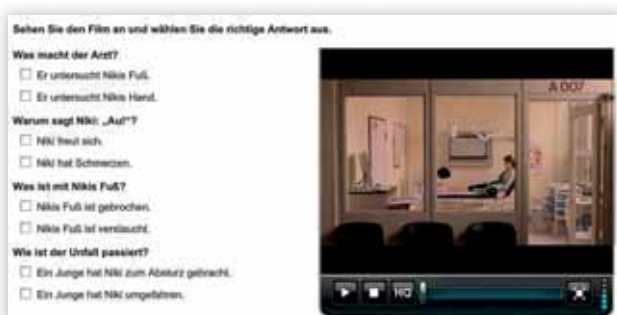 Sehen Sie den Film an und wählen Sie die richtige Antwort aus.
Was macht der Arzt?
Er untersucht Nikis Fuß.
Er untersucht Nikis Hand.
Warum sagt Niki: „Au!“?
Niki freut sich.
Niki hat Schmerzen.
Was ist mit Nikis Fuß?
Nikis Fuß ist gebrochen.
Nikis Fuß ist verstaucht.
Wie ist der Unfall passiert?
Ein Junge hat Niki zum Absturz gebracht.
Ein Junge hat Niki umgefahren.
A 007
HQ